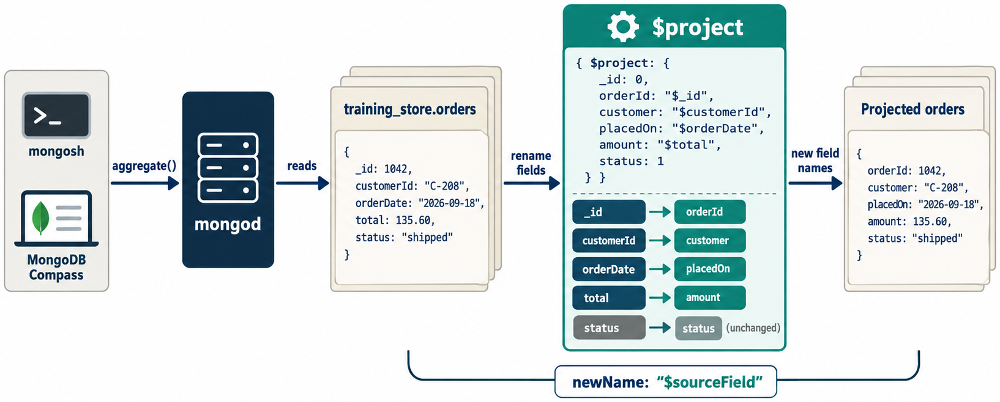 >_
mongosh
MongoDB
Compass
aggregate()
mongod
reads
training_store.orders
{
_id: 1042,
customerId: "C-208",
orderDate: "2026-09-18",
total: 135.60,
status: "shipped"
}
rename
fields
$project
{ $project: {
_id: 0,
orderId: "$_id",
customer: "$customerId",
placedOn: "$orderDate",
amount: "$total",
status: 1
} }
_id
orderId
customerId
customer
orderDate
placedOn
total
amount
status
status
(unchanged)
new field
names
Projected orders
{
orderId: 1042,
customer: "C-208",
placedOn: "2026-09-18",
amount: 135.60,
status: "shipped"
}
newName: "$sourceField"